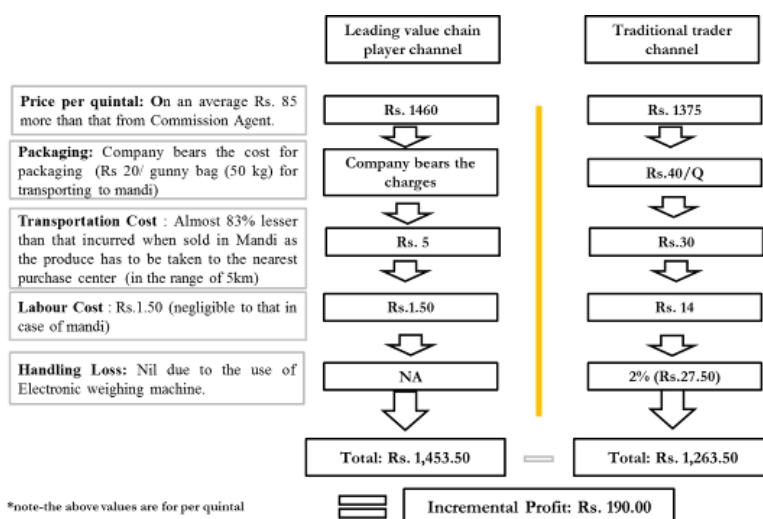 Leading value chain
player channel
Traditional trader
channel
Price per quintal: On an average Rs. 85
more than that from Commission Agent.
Rs. 1460
Rs. 1375
Packaging: Company bears the cost for
packaging (Rs 20/ gunny bag (50 kg) for
transporting to mandi)
Company bears the
charges
Rs.40/Q
Transportation Cost : Almost 83% lesser
than that incurred when sold in Mandi as
the produce has to be taken to the nearest
purchase center (in the range of 5km)
Rs. 5
Rs.30
Labour Cost : Rs.1.50 (negligible to that in
case of mandi)
Rs.1.50
Rs. 14
Handling Loss: Nil due to the use of
Electronic weighing machine.
NA
2% (Rs.27.50)
Total: Rs. 1,453.50
Total: Rs. 1,263.50
*note-the above values are for per quintal
Incremental Profit: Rs. 190.00